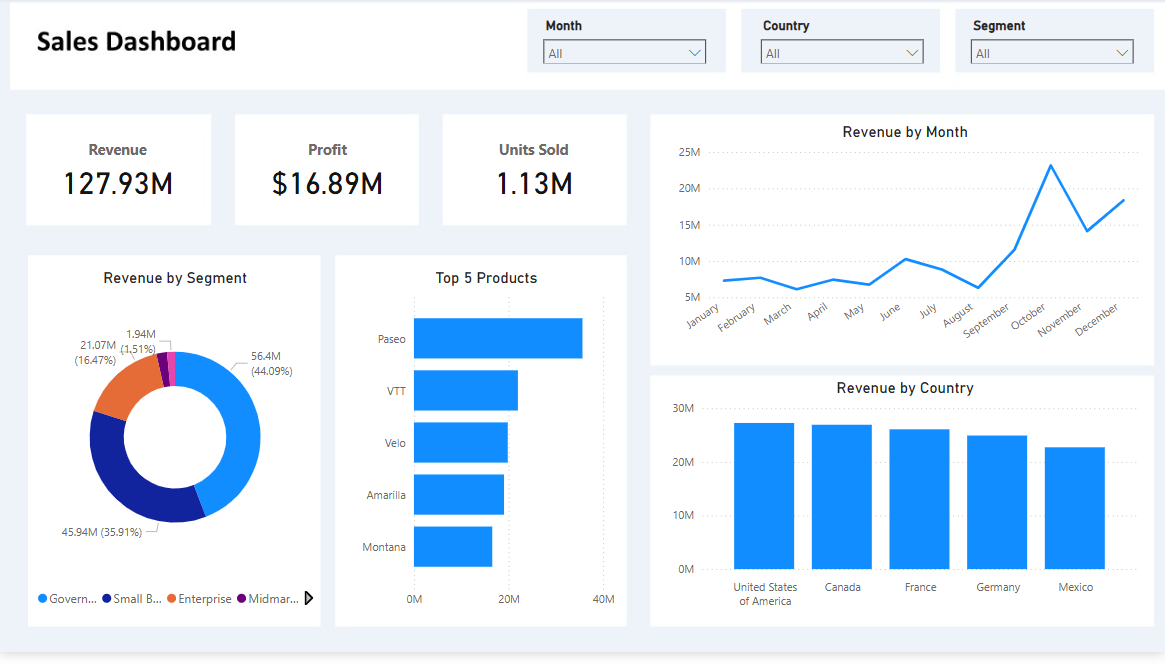 Sales Dashboard
Month
All
Country
All
Segment
All
Revenue
127.93M
Profit
$16.89M
Units Sold
1.13M
Revenue by Month
25M
20M
15M
10M
5M
January
February
March
April
May
June
July
August
September
October
November
December
Revenue by Segment
1.94M
(1.51%)
21.07M
(16.47%)
56.4M
(44.09%)
45.94M (35.91%)
Govern...
Small B...
Enterprise
Midmar...
Top 5 Products
Paseo
VTT
Velo
Amarilla
Montana
0M
20M
40M
Revenue by Country
30M
20M
10M
0M
United States
of America
Canada
France
Germany
Mexico